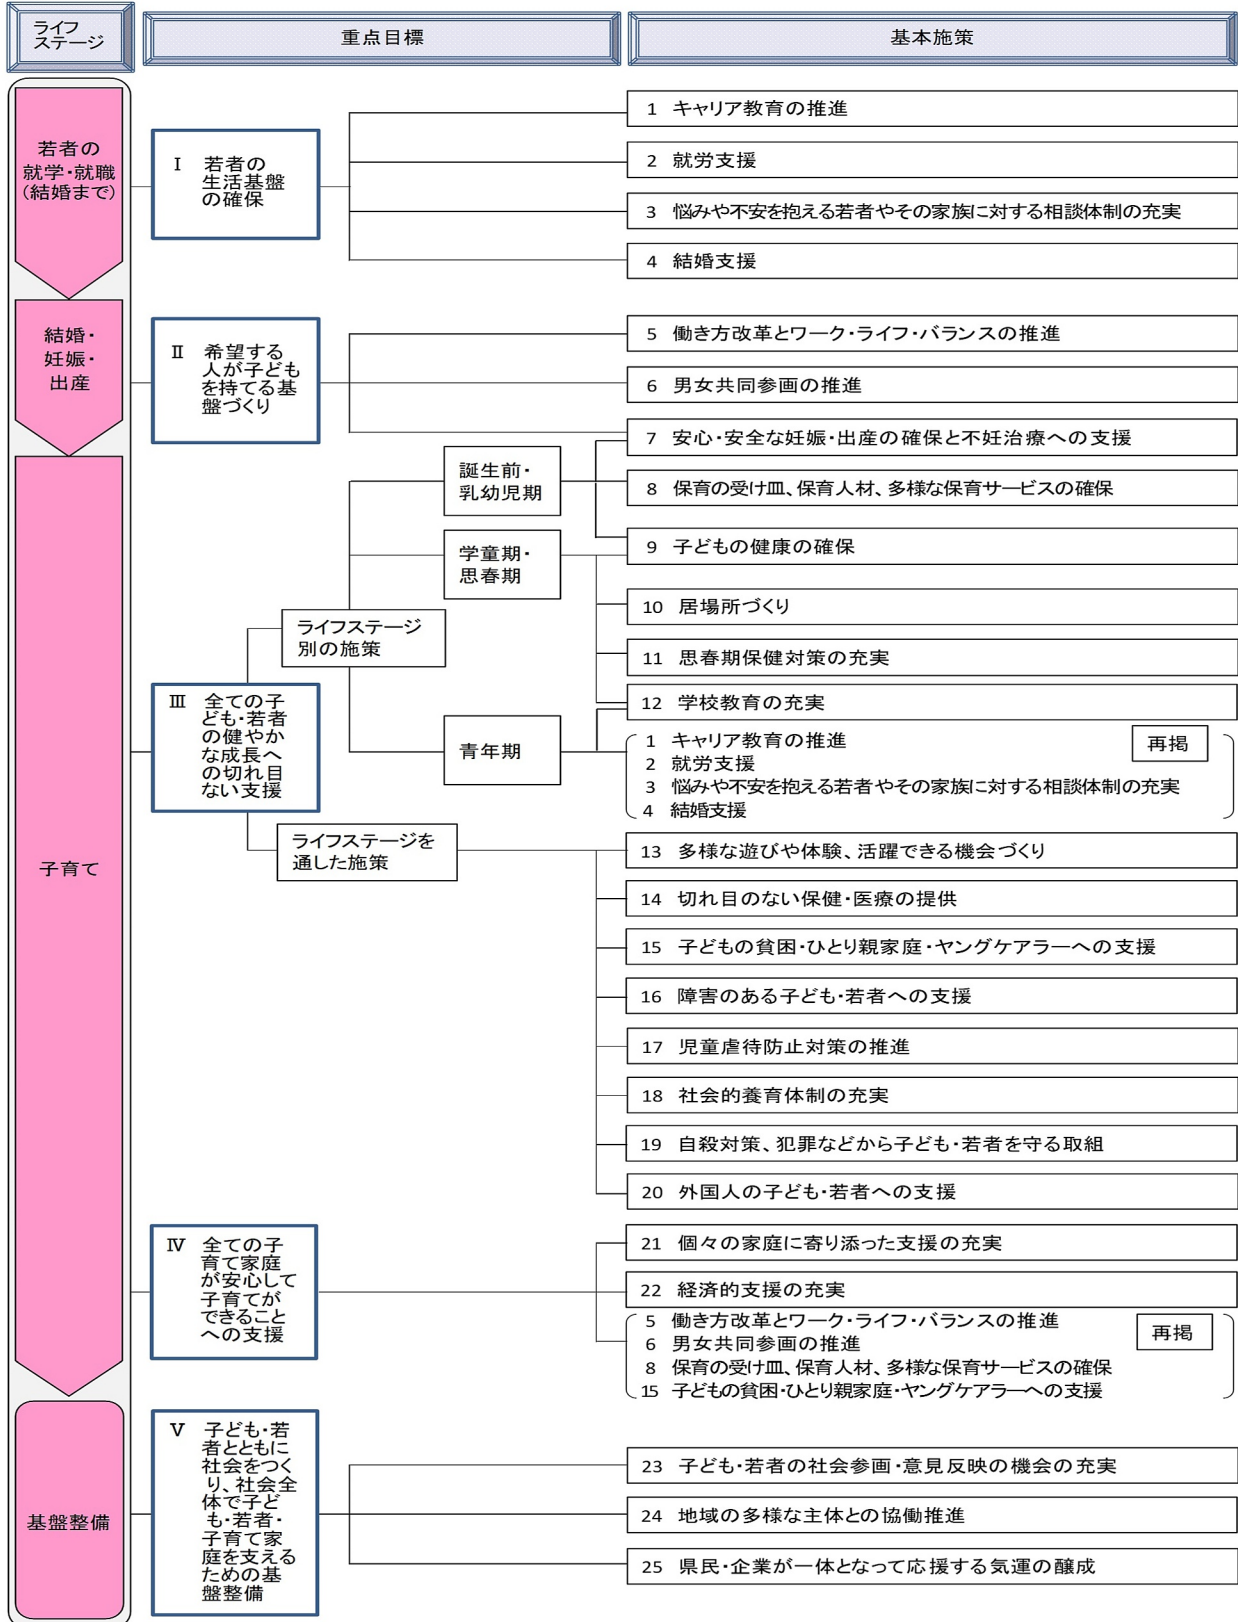 ライフ
ステージ
重点目標
基本施策
若者の
就学・就職
(結婚まで)
Ⅰ 若者の
生活基盤
の確保
1 キャリア教育の推進
2 就労支援
3 悩みや不安を抱える若者やその家族に対する相談体制の充実
4 結婚支援
結婚・
妊娠・
出産
Ⅱ 希望する
人が子ども
を持てる基
盤づくり
5 働き方改革とワーク・ライフ・バランスの推進
6 男女共同参画の推進
7 安心・安全な妊娠・出産の確保と不妊治療への支援
子育て
Ⅲ 全ての子
ども・若者
の健やか
な成長へ
の切れ目
ない支援
ライフステージ
別の施策
誕生前・
乳幼児期
8 保育の受け皿、保育人材、多様な保育サービスの確保
9 子どもの健康の確保
学童期・
思春期
10 居場所づくり
11 思春期保健対策の充実
12 学校教育の充実
青年期
1 キャリア教育の推進
再掲
2 就労支援
3 悩みや不安を抱える若者やその家族に対する相談体制の充実
4 結婚支援
ライフステージを
通した施策
13 多様な遊びや体験、活躍できる機会づくり
14 切れ目のない保健・医療の提供
15 子どもの貧困・ひとり親家庭・ヤングケアラーへの支援
16 障害のある子ども・若者への支援
17 児童虐待防止対策の推進
18 社会的養育体制の充実
19 自殺対策、犯罪などから子ども・若者を守る取組
20 外国人の子ども・若者への支援
Ⅳ 全ての子
育て家庭
が安心して
子育てが
できること
への支援
21 個々の家庭に寄り添った支援の充実
22 経済的支援の充実
5 働き方改革とワーク・ライフ・バランスの推進
再掲
6 男女共同参画の推進
8 保育の受け皿、保育人材、多様な保育サービスの確保
15 子どもの貧困・ひとり親家庭・ヤングケアラーへの支援
基盤整備
Ⅴ 子ども・若
者とともに
社会をつく
り、社会全
体で子ど
も・若者・
子育て家
庭を支える
ための基
盤整備
23 子ども・若者の社会参画・意見反映の機会の充実
24 地域の多様な主体との協働推進
25 県民・企業が一体となって応援する気運の醸成